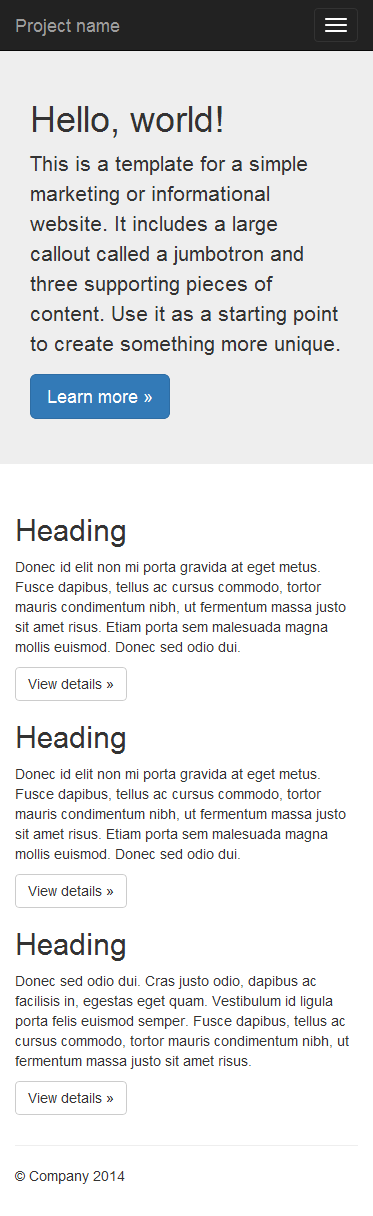 Project name
Hello, world!
This is a template for a simple
marketing or informational
website. It includes a large
callout called a jumbotron and
three supporting pieces of
content. Use it as a starting point
to create something more unique.
Learn more »
Heading
Donec id elit non mi porta gravida at eget metus.
Fusce dapibus, tellus ac cursus commodo, tortor
mauris condimentum nibh, ut fermentum massa justo
sit amet risus. Etiam porta sem malesuada magna
mollis euismod. Donec sed odio dui.
View details »
Heading
Donec id elit non mi porta gravida at eget metus.
Fusce dapibus, tellus ac cursus commodo, tortor
mauris condimentum nibh, ut fermentum massa justo
sit amet risus. Etiam porta sem malesuada magna
mollis euismod. Donec sed odio dui.
View details »
Heading
Donec sed odio dui. Cras justo odio, dapibus ac
facilisis in, egestas eget quam. Vestibulum id ligula
porta felis euismod semper. Fusce dapibus, tellus ac
cursus commodo, tortor mauris condimentum nibh, ut
fermentum massa justo sit amet risus.
View details »
© Company 2014